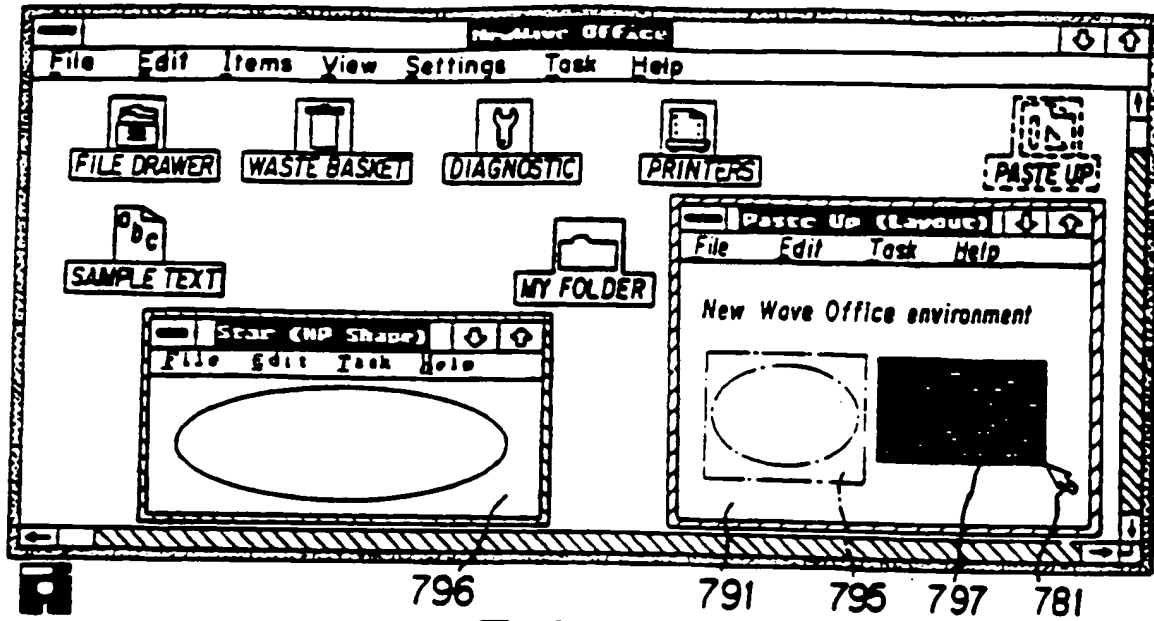 NewWave Office
File Edit Items View Settings Task Help
FILE DRAWER WASTE BASKET DIAGNOSTIC PRINTERS PASTE UP
abc
SAMPLE TEXT MY FOLDER
Paste Up (Layout)
File Edit Task Help
New Wave Office environment
Star (HP Shape)
File Edit Task Help
796 791 795 797 781